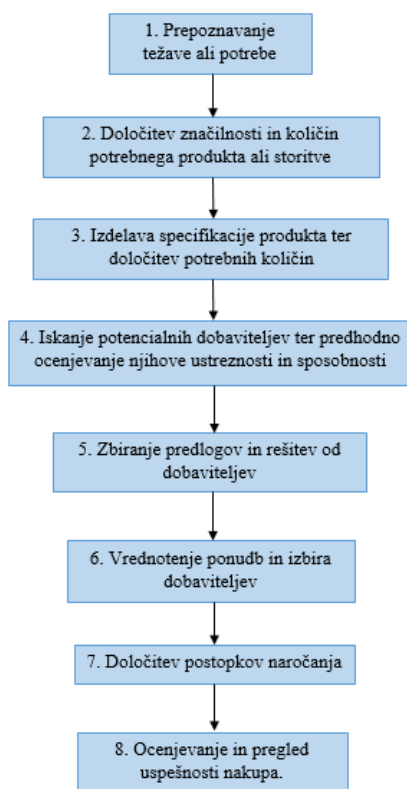 1. Prepoznavanje
težave ali potrebe
2. Določitev značilnosti in količin
potrebnega produkta ali storitve
3. Izdelava specifikacije produkta ter
določitev potrebnih količin
4. Iskanje potencialnih dobaviteljev ter predhodno
ocenjevanje njihove ustreznosti in sposobnosti
5. Zbiranje predlogov in rešitev od
dobaviteljev
6. Vrednotenje ponudb in izbira
dobaviteljev
7. Določitev postopkov naročanja
8. Ocenjevanje in pregled
uspešnosti nakupa.